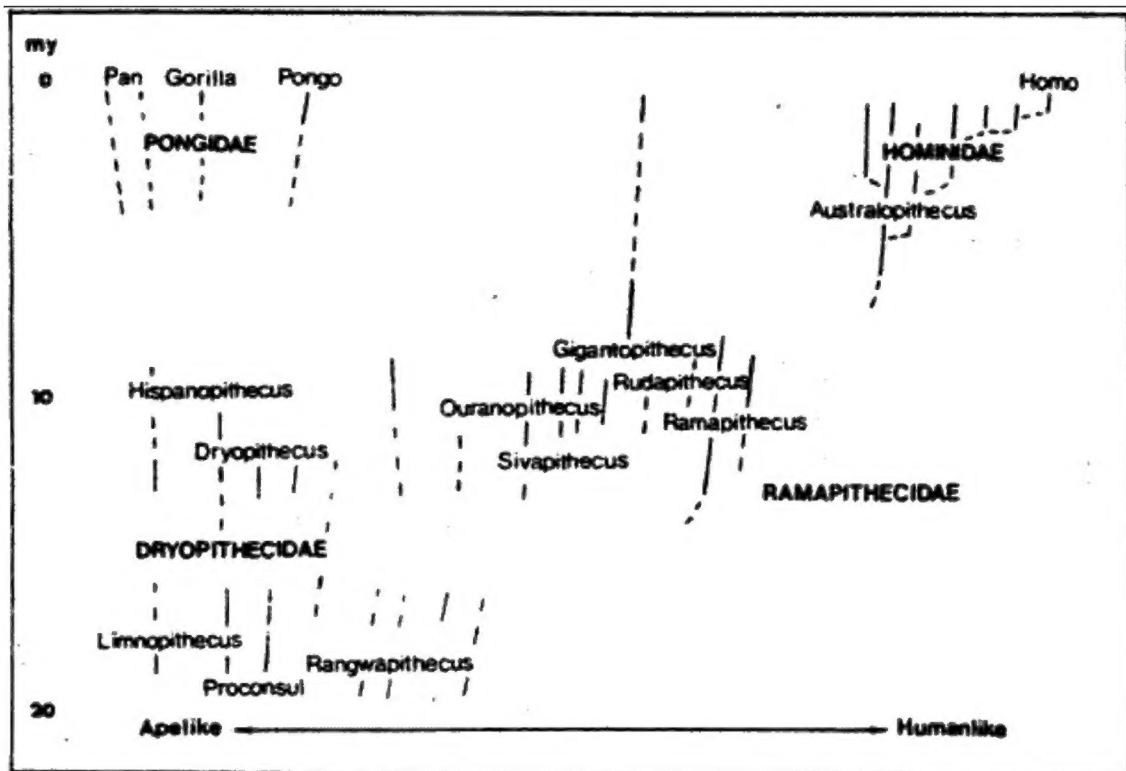 my
0 Pan Gorilla Pongo Homo
PONGIDAE HOMINIDAE
Australopithecus
Gigantopithecus
Hispanopithecus Rudapithecus
10 Ouranopithecus
Ramapithecus
Dryopithecus
Sivapithecus
RAMAPITHECIDAE
DRYOPITHECIDAE
Limnopithecus
Rangwapithecus
Proconsul
20
Apelike Humanlike